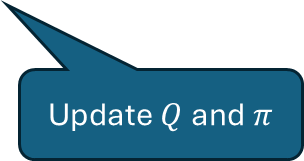 Update 𝑄 and 𝜋